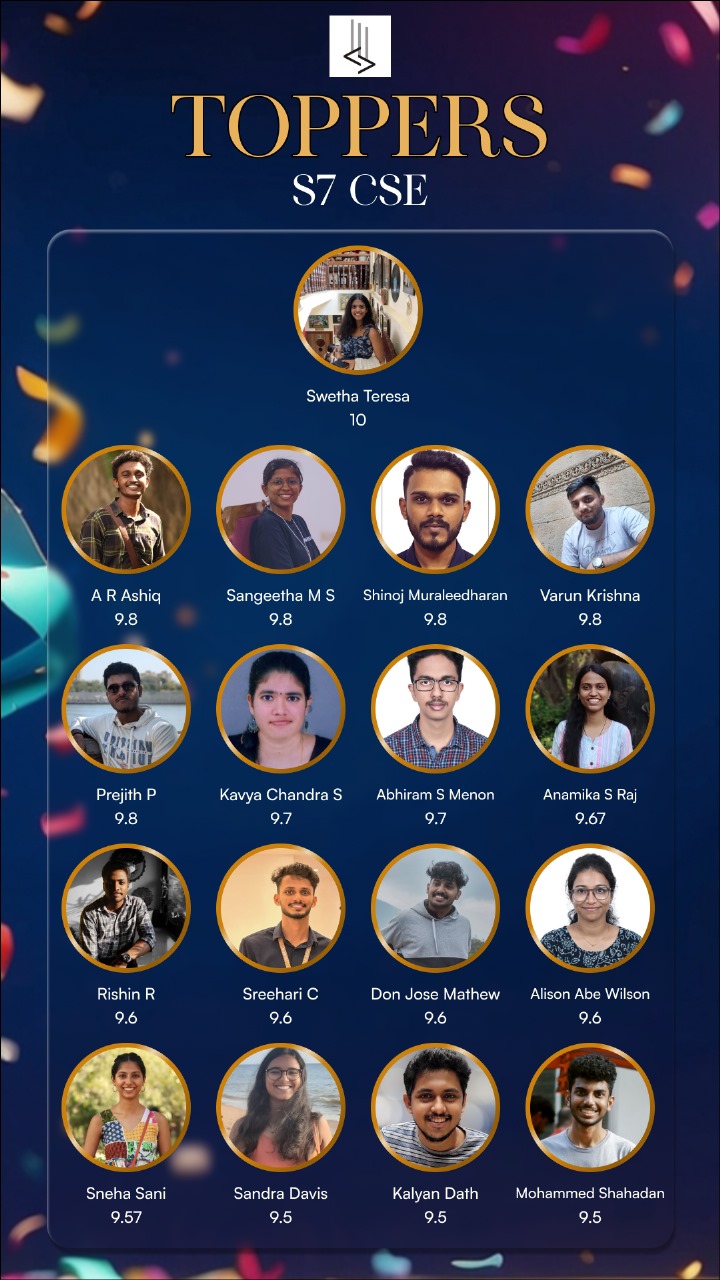 TOPPERS
S7 CSE
Swetha Teresa
10
A R Ashiq
9.8
Sangeetha M S
9.8
Shinoj Muraleedharan
9.8
Varun Krishna
9.8
Prejith P
9.8
Kavya Chandra S
9.7
Abhiram S Menon
9.7
Anamika S Raj
9.67
Rishin R
9.6
Sreehari C
9.6
Don Jose Mathew
9.6
Alison Abe Wilson
9.6
Sneha Sani
9.57
Sandra Davis
9.5
Kalyan Dath
9.5
Mohammed Shahadan
9.5